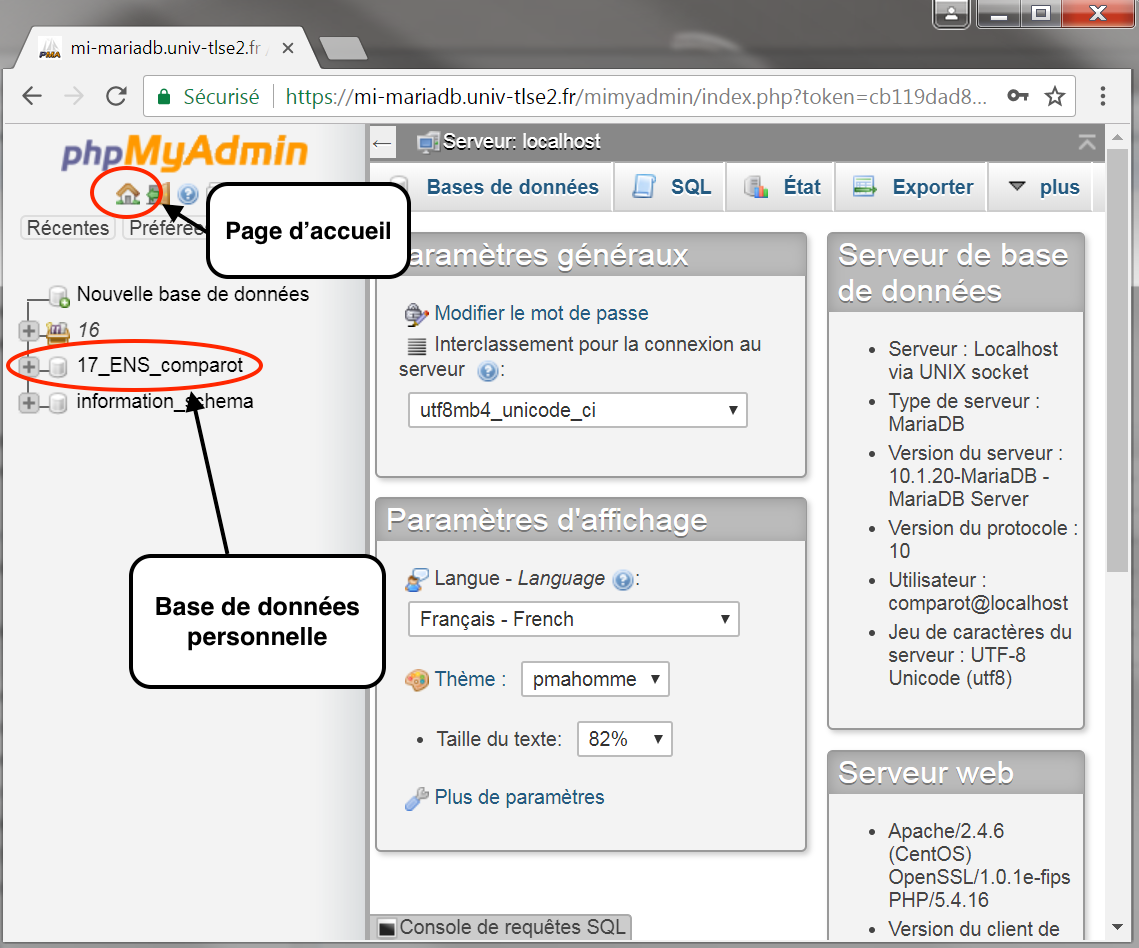 mi-mariadb.univ-tlse2.fr /
Sécurisé
https://mi-mariadb.univ-tlse2.fr/mimyadmin/index.php?token=cb119dad8...
phpMyAdmin
Récentes
Préférée
Page d’accueil
Nouvelle base de données
16
17_ENS_comparot
information_schema
Base de données
personnelle
Serveur: localhost
Bases de données
SQL
État
Exporter
plus
aramètres généraux
Modifier le mot de passe
Interclassement pour la connexion au
serveur :
utf8mb4_unicode_ci
Paramètres d'affichage
Langue - Language :
Français - French
Thème : pmahomme
• Taille du texte: 82%
Plus de paramètres
Console de requêtes SQL
Serveur de base
de données
• Serveur : Localhost
via UNIX socket
• Type de serveur :
MariaDB
• Version du serveur :
10.1.20-MariaDB -
MariaDB Server
• Version du protocole :
10
• Utilisateur :
comparot@localhost
• Jeu de caractères du
serveur : UTF-8
Unicode (utf8)
Serveur web
• Apache/2.4.6
(CentOS)
OpenSSL/1.0.1e-fips
PHP/5.4.16
• Version du client de